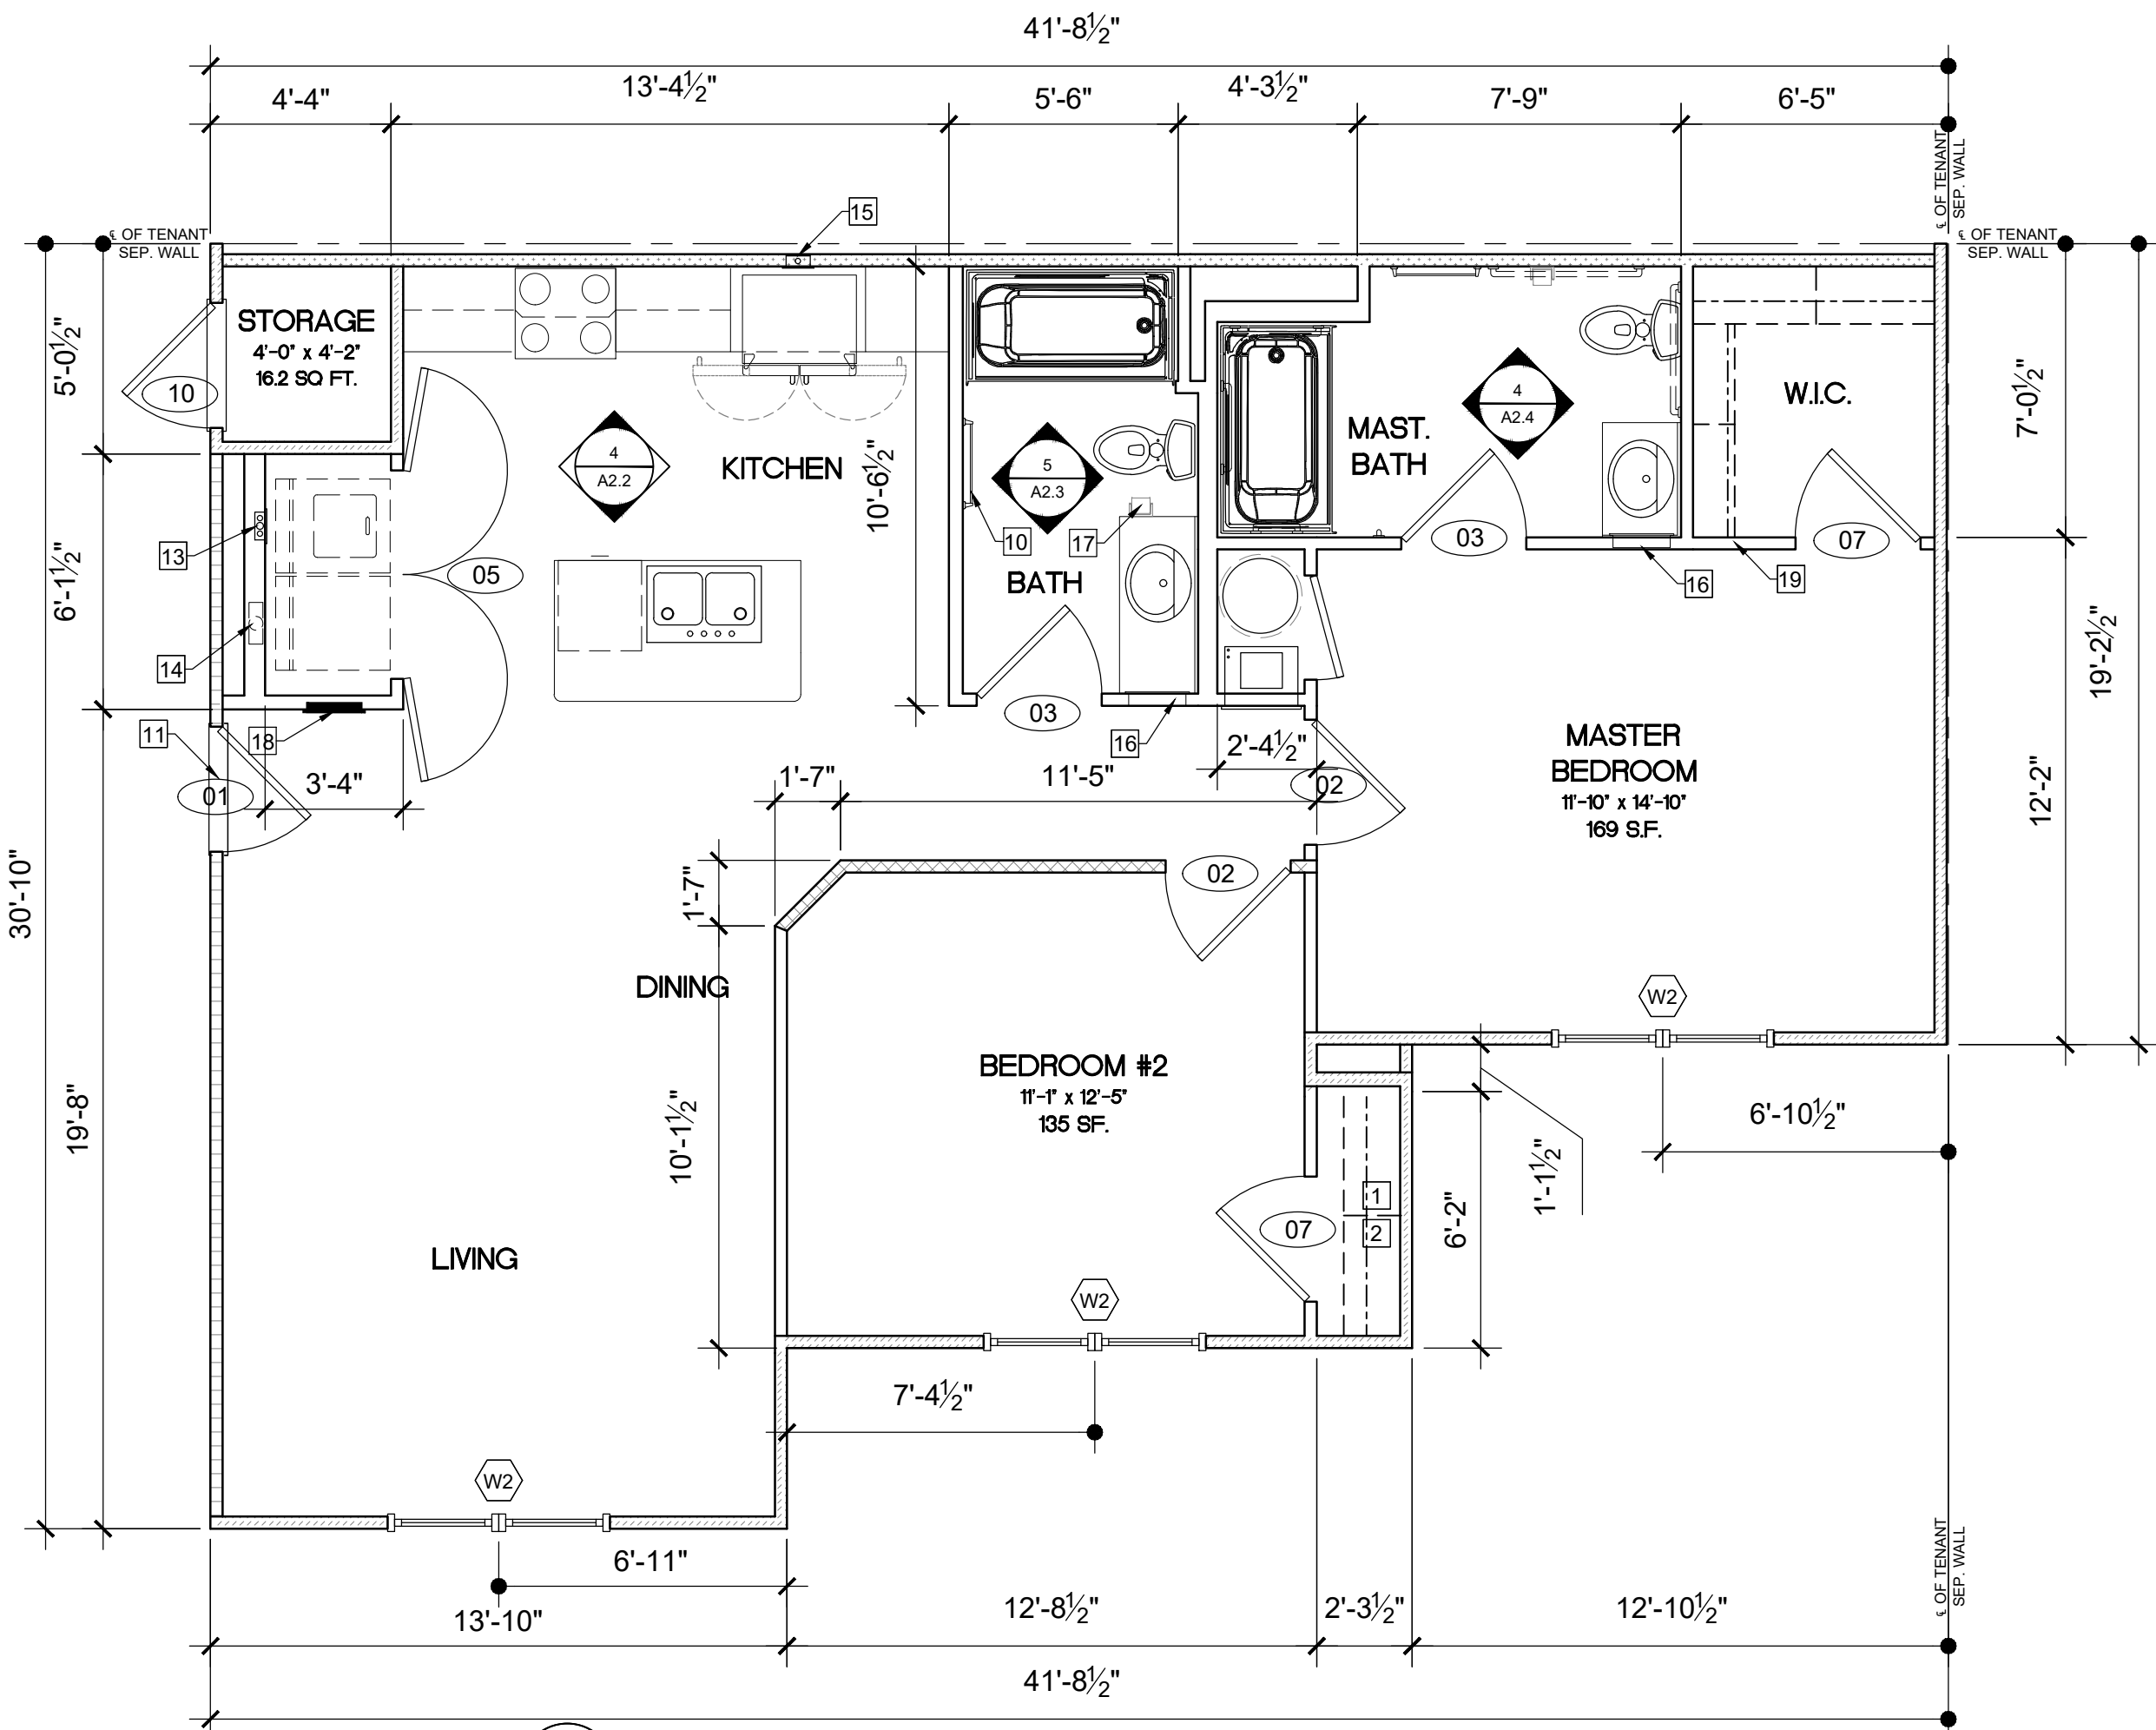 41'-8½"
4'-4"
13'-4½"
5'-6"
4'-3½"
7'-9"
6'-5"
℄ OF TENANT
SEP. WALL
15
℄ OF TENANT
SEP. WALL
℄ OF TENANT
SEP. WALL
STORAGE
4'-0" x 4'-2"
16.2 SQ FT.
10
5'-0½"
4
A2.2
KITCHEN
10'-6½"
5
A2.3
MAST.
BATH
4
A2.4
W.I.C.
7'-0½"
13
05
10
17
BATH
03
07
16
19
6'-1½"
14
19'-2½"
11
18
01
3'-4"
03
16
2'-4½"
1'-7"
11'-5"
02
MASTER
BEDROOM
11'-10" x 14'-10"
169 S.F.
12'-2"
30'-10"
1'-7"
02
DINING
W2
BEDROOM #2
11'-1" x 12'-5"
135 SF.
19'-8"
10'-1½"
6'-10½"
1'-1½"
6'-2"
1
2
07
LIVING
W2
7'-4½"
W2
6'-11"
13'-10"
12'-8½"
2'-3½"
12'-10½"
℄ OF TENANT
SEP. WALL
41'-8½"